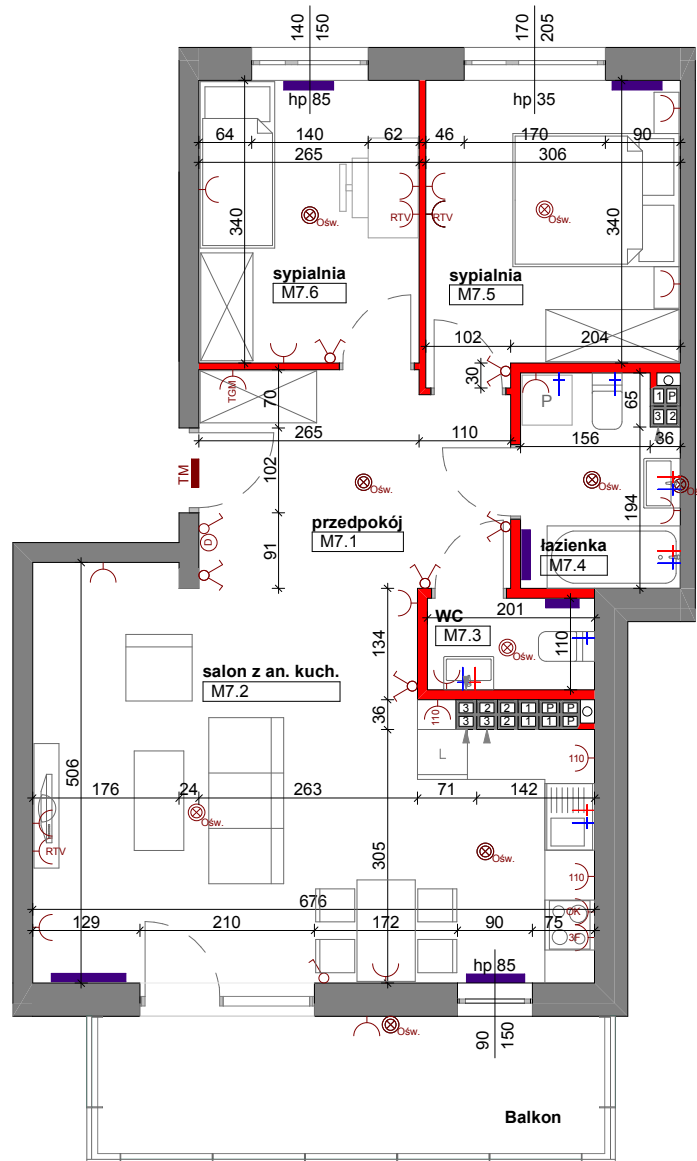 140
150
170
205
hp 85
hp 35
64
140
62
46
170
90
265
306
RTV
RTV
Ośw.
Ośw.
340
340
sypialnia
M7.6
sypialnia
M7.5
102
204
30
TGM
70
P
65
1 P
3 2
265
110
156
36
TM
102
Ośw.
Ośw.
Oś
194
przedpokój
M7.1
91
D
łazienka
M7.4
WC
M7.3
201
110
Ośw.
134
salon z an. kuch.
M7.2
36
110
3 2 2 1 P P
3 3 2 1 1 P
L
110
506
176
24
263
71
142
RTV
Ośw.
Ośw.
305
110
676
129
210
172
90
75
ØK
3F
hp 85
90
150
Ośw.
Balkon